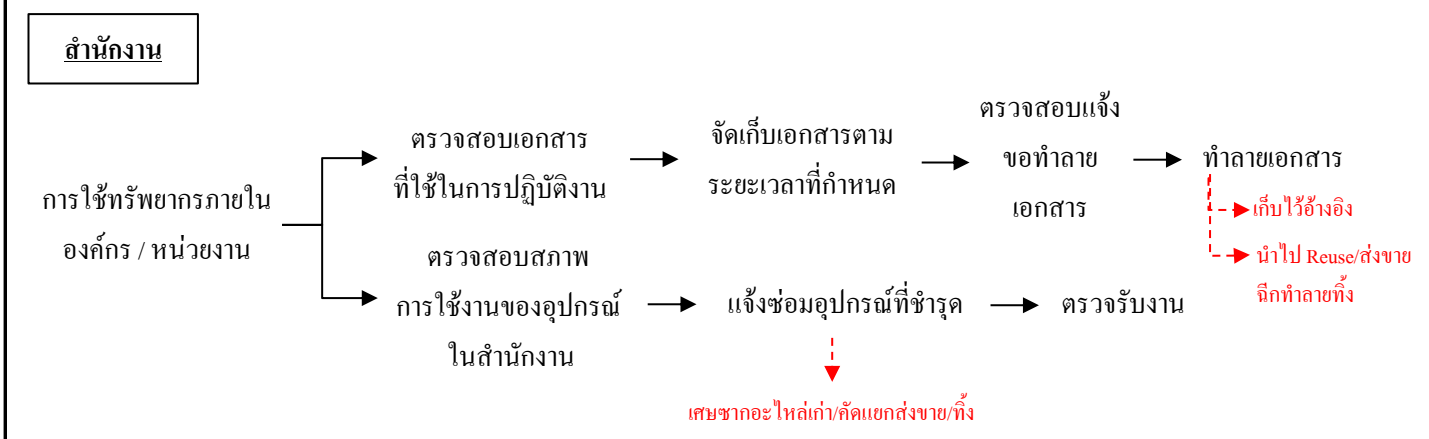 สำนักงาน
การใช้ทรัพยากรภายใน
องค์กร / หน่วยงาน
ตรวจสอบเอกสาร
ที่ใช้ในการปฏิบัติงาน
จัดเก็บเอกสารตาม
ระยะเวลาที่กำหนด
ตรวจสอบแจ้ง
ขอทำลาย
เอกสาร
ทำลายเอกสาร
เก็บไว้อ้างอิง
นำไป Reuse/ส่งขาย
ฉีกทำลายทิ้ง
ตรวจสอบสภาพ
การใช้งานของอุปกรณ์
ในสำนักงาน
แจ้งซ่อมอุปกรณ์ที่ชำรุด
ตรวจรับงาน
เศษซากอะไหล่เก่า/คัดแยกส่งขาย/ทิ้ง